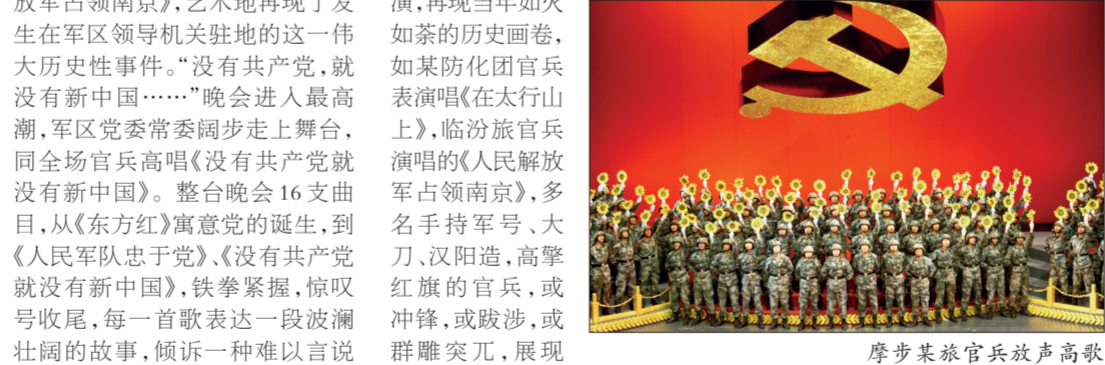 放军占领南京》，艺术地再现了发
生在军区领导机关驻地的这一伟
大历史性事件。“没有共产党，就
没有新中国……”晚会进入最高
潮，军区党委常委阔步走上舞台，
同全场官兵高唱《没有共产党就
没有新中国》。整台晚会16支曲
目，从《东方红》寓意党的诞生，到
《人民军队忠于党》、《没有共产党
就没有新中国》，铁拳紧握，惊叹
号收尾，每一首歌表达一段波澜
壮阔的故事，倾诉一种难以言说
演，再现当年如火
如荼的历史画卷，
如某防化团官兵
表演唱《在太行山
上》，临汾旅官兵
演唱的《人民解放
军占领南京》，多
名手持军号、大
刀、汉阳造，高擎
红旗的官兵，或
冲锋，或跋涉，或
群雕突兀，展现
摩步某旅官兵放声高歌